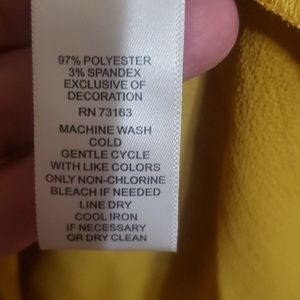 97% POLYESTER
3% SPANDEX
EXCLUSIVE OF
DECORATION
RN 73163
MACHINE WASH
COLD
GENTLE CYCLE
WITH LIKE COLORS
ONLY NON-CHLORINE
BLEACH IF NEEDED
LINE DRY
COOL IRON
IF NECESSARY
OR DRY CLEAN